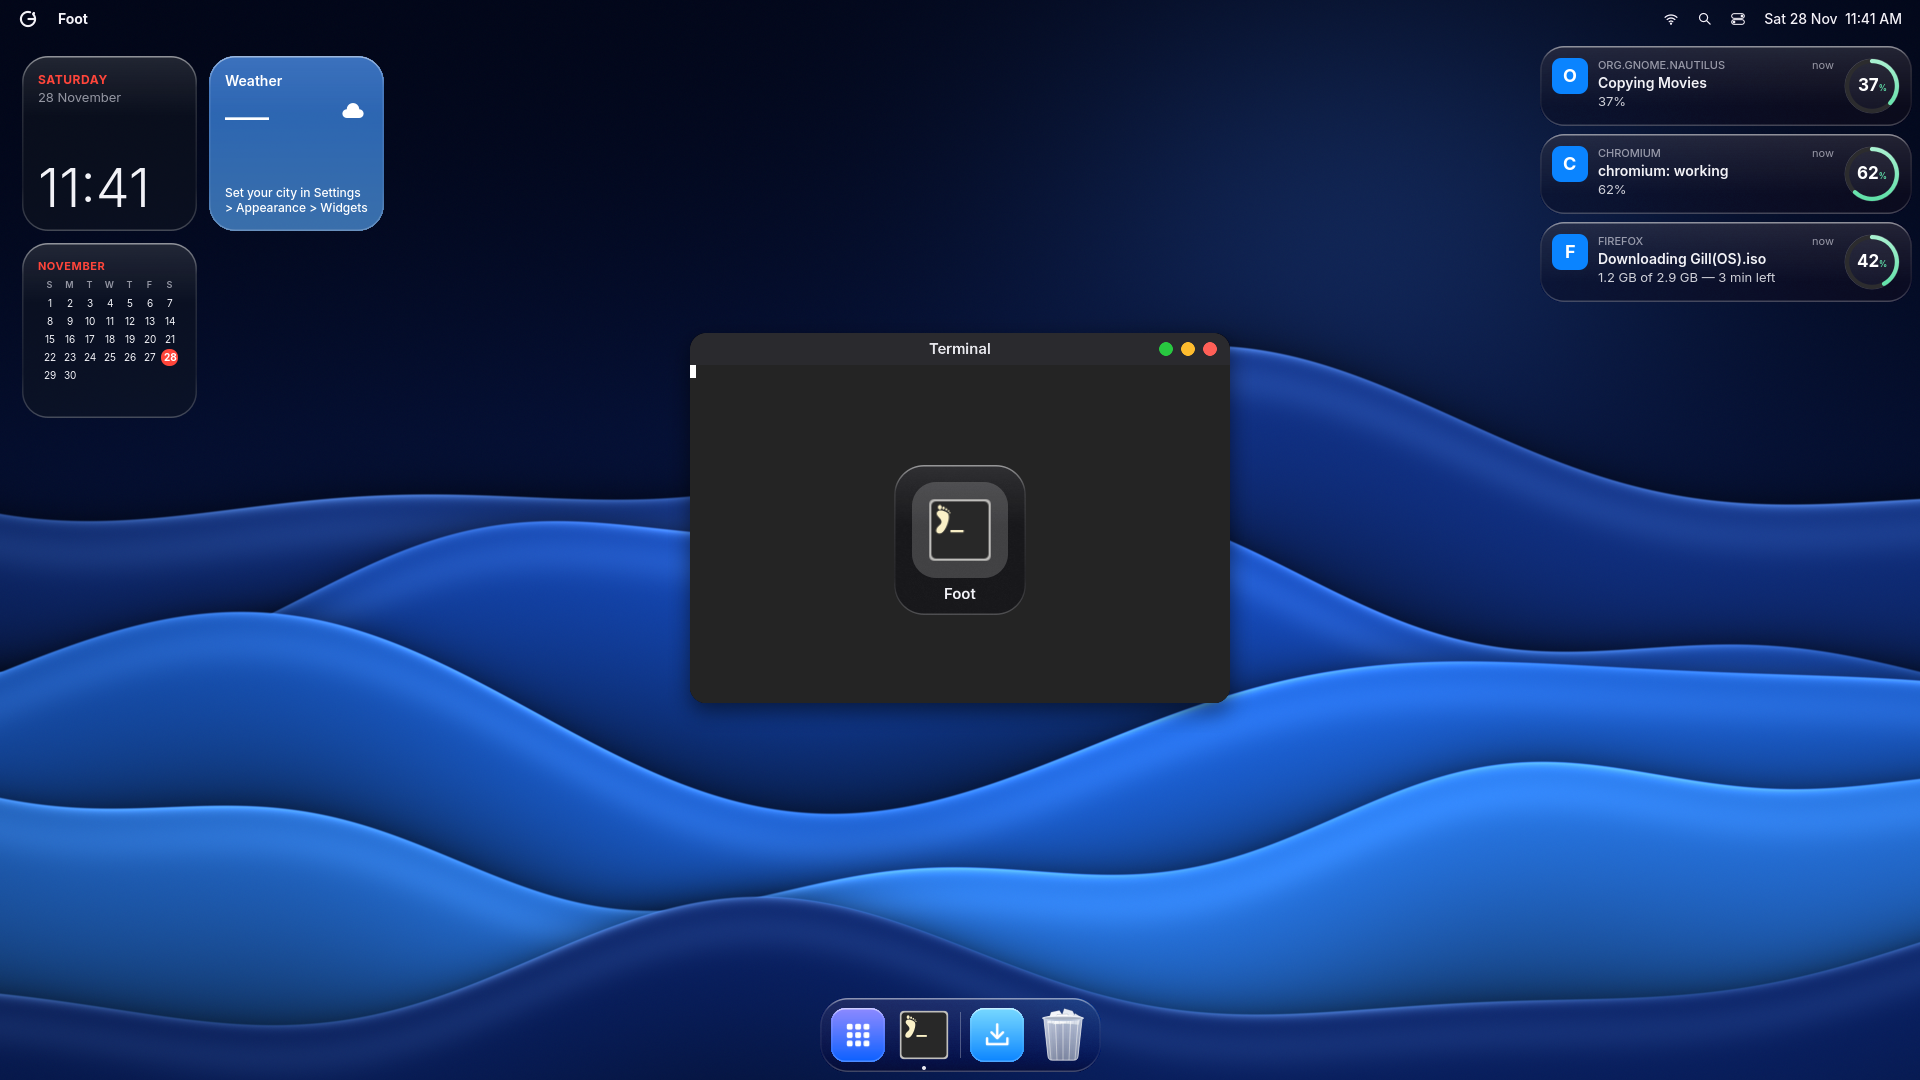 Foot
Sat 28 Nov 11:41 AM
SATURDAY
28 November
11:41
Weather
Set your city in Settings
> Appearance > Widgets
NOVEMBER
S M T W T F S
1 2 3 4 5 6 7
8 9 10 11 12 13 14
15 16 17 18 19 20 21
22 23 24 25 26 27 28
29 30
O
ORG.GNOME.NAUTILUS
now
Copying Movies
37%
37%
C
CHROMIUM
now
chromium: working
62%
62%
F
FIREFOX
now
Downloading Gill(OS).iso
1.2 GB of 2.9 GB — 3 min left
42%
Terminal
Foot